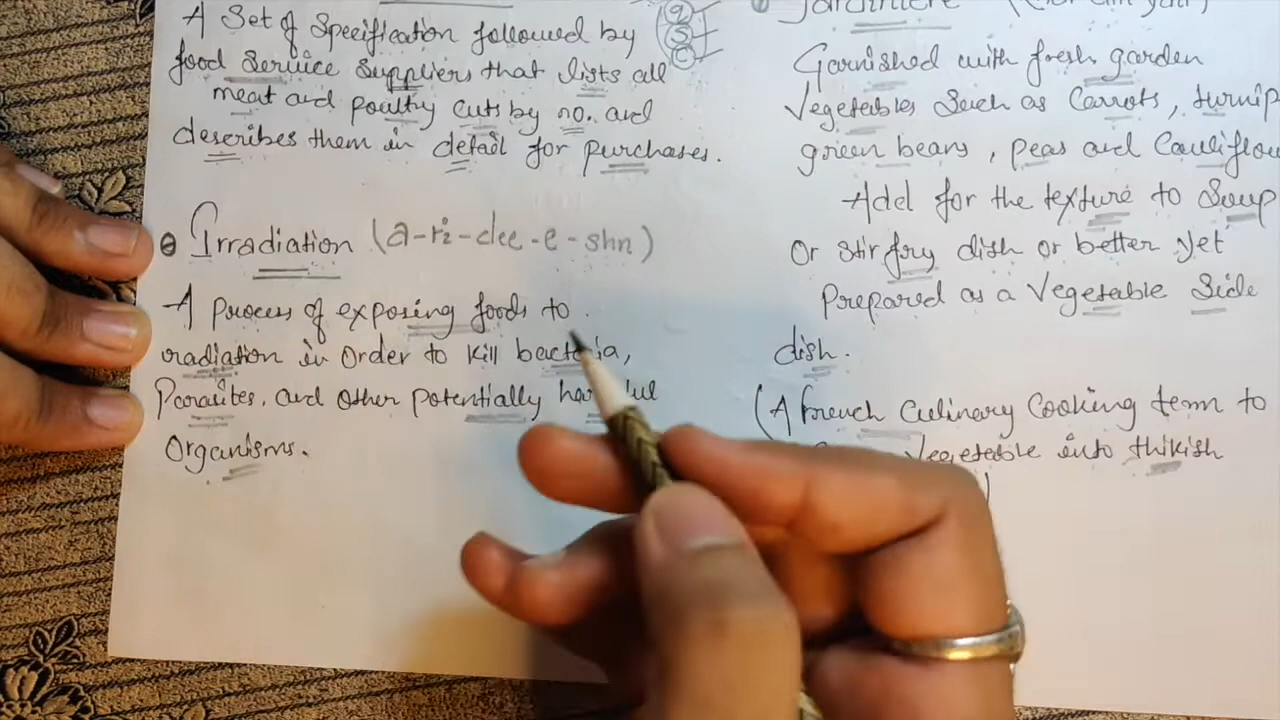 A Set of Specification followed by
food Service Suppliers that lists all
meat and poultry cuts by no. and
describes them in detail for purchases.
Irradiation (a-ri-dee-e-shn)
A process of exposing foods to
radiation in order to kill bacteria,
Parasites, and other potentially
Organisms.
Jardiniere
Garnished with fresh garden
Vegetables Such as Carrots, turnip
green beans, peas and
Add for the texture to Soup
Or stir fry dish or better yet
Prepared as a Vegetable Side
dish.
(A french Culinary Cooking term to
Vegetable into thikish